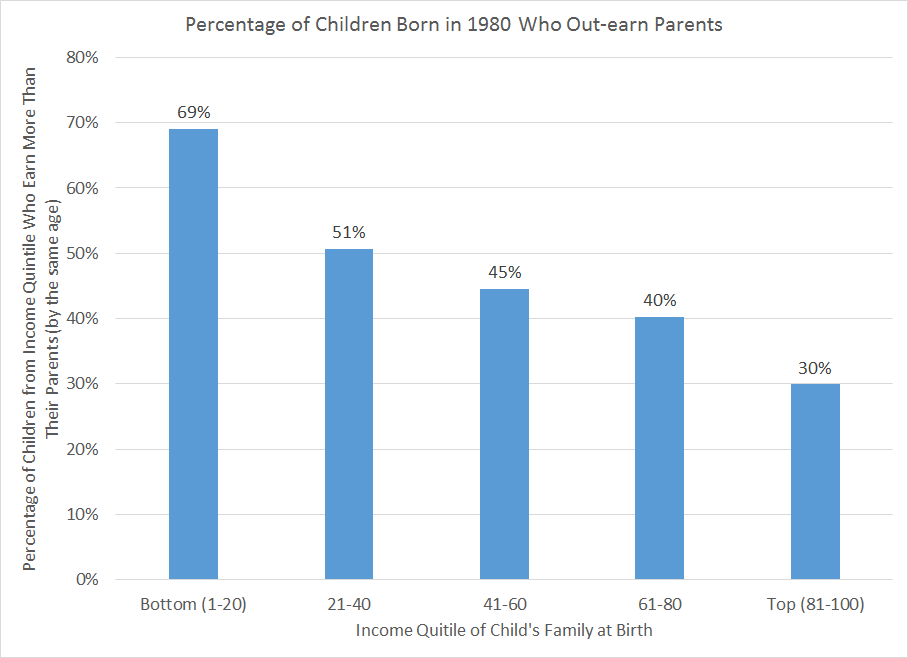 Percentage of Children Born in 1980 Who Out-earn Parents
Percentage of Children from Income Quintile Who Earn More Than
Their Parents (by the same age)
80%
70%
60%
50%
40%
30%
20%
10%
0%
69%
51%
45%
40%
30%
Bottom (1-20)
21-40
41-60
61-80
Top (81-100)
Income Quitile of Child's Family at Birth